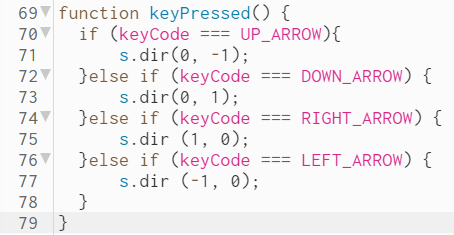 69 function keyPressed() {
70 if (keyCode === UP_ARROW){
71 s.dir(0, -1);
72 }else if (keyCode === DOWN_ARROW) {
73 s.dir(0, 1);
74 }else if (keyCode === RIGHT_ARROW) {
75 s.dir (1, 0);
76 }else if (keyCode === LEFT_ARROW) {
77 s.dir (-1, 0);
78 }
79 }